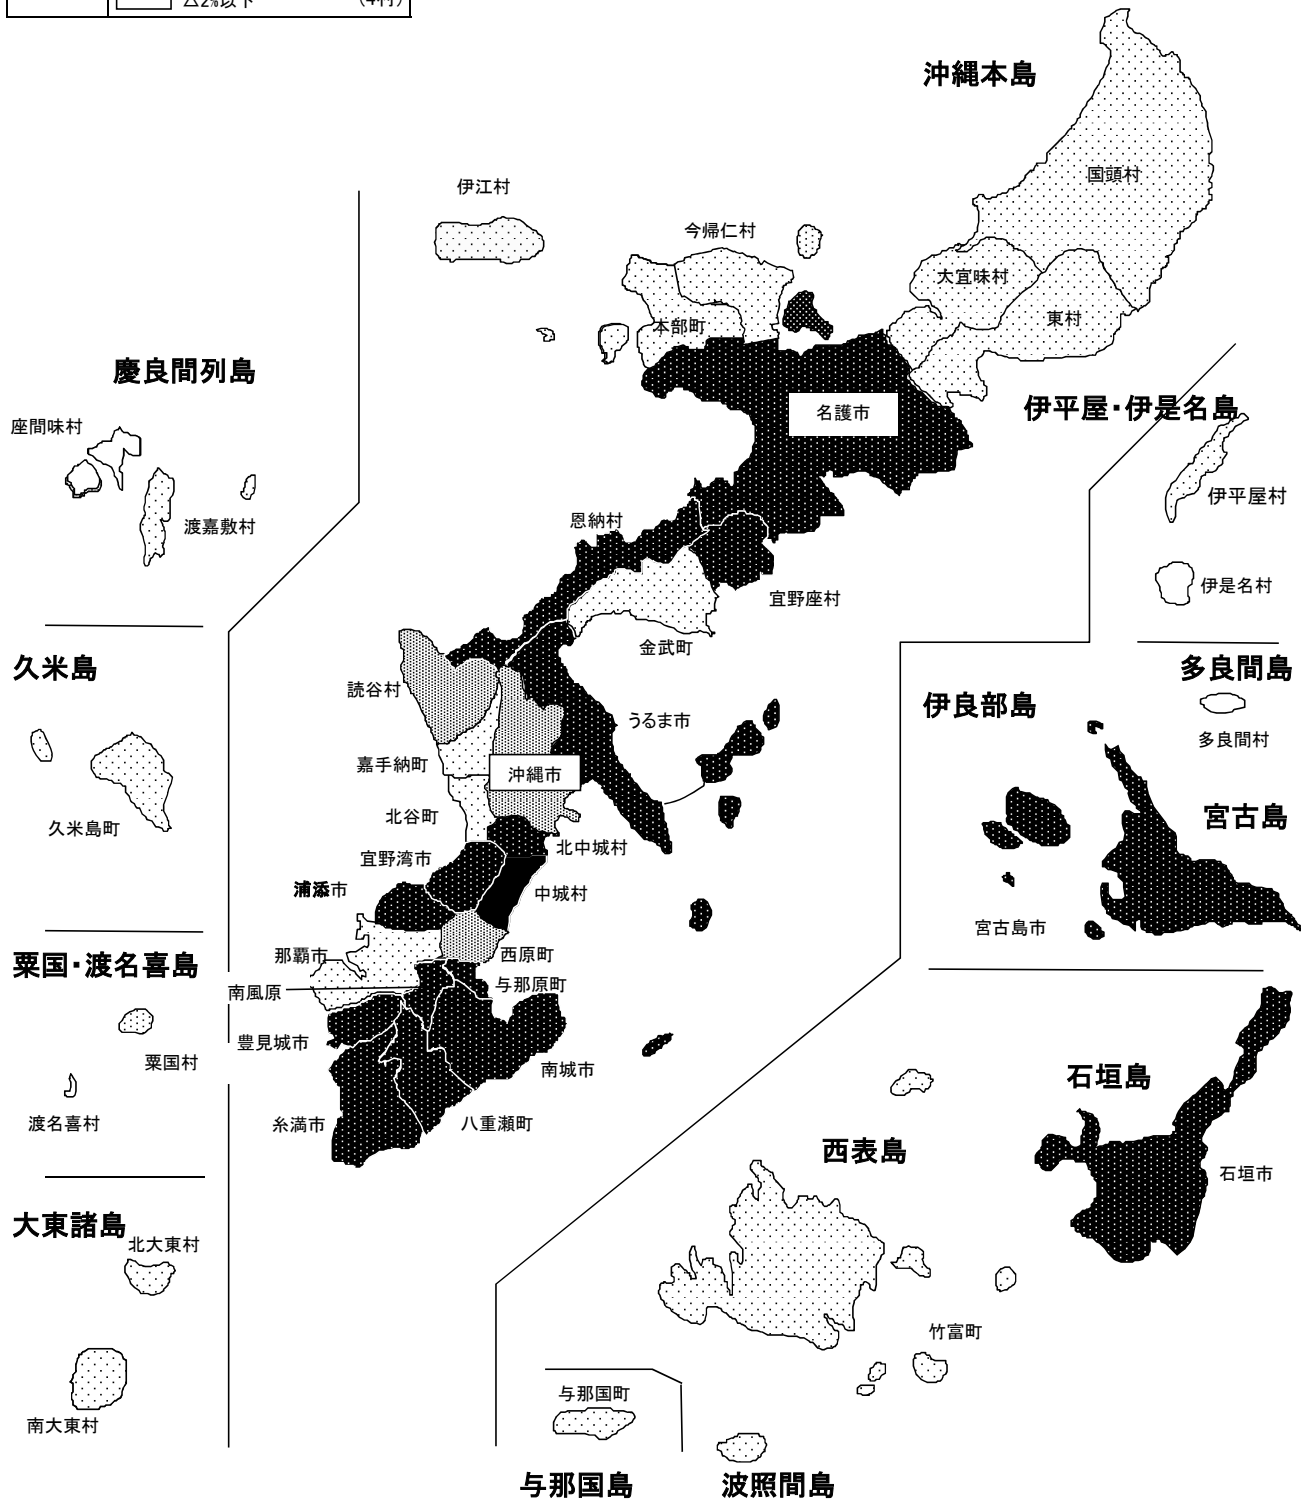 △2%以下 (4村)
沖縄本島
国頭村
伊江村
今帰仁村
大宜味村
本部町
東村
慶良間列島
伊平屋・伊是名島
名護市
座間味村
伊平屋村
渡嘉敷村
恩納村
伊是名村
宜野座村
金武町
久米島
多良間島
読谷村
伊良部島
うるま市
多良間村
嘉手納町
沖縄市
宮古島
北谷町
久米島町
北中城村
宜野湾市
浦添市
中城村
宮古島市
那覇市
西原町
粟国・渡名喜島
与那原町
南風原
豊見城市
粟国村
南城市
石垣島
渡名喜村
糸満市
八重瀬町
西表島
石垣市
大東諸島
北大東村
竹富町
与那国町
南大東村
与那国島
波照間島